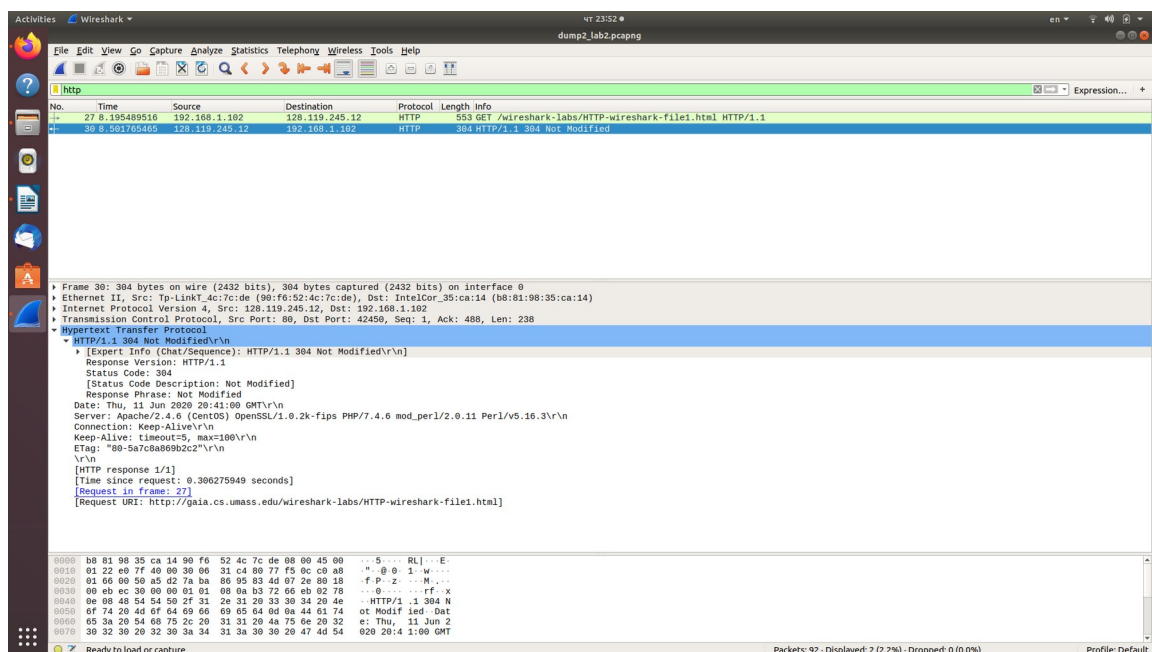 Activities Wireshark чт 23:52 en
dump2_lab2.pcapng
File Edit View Go Capture Analyze Statistics Telephony Wireless Tools Help
http Expression... +
No. Time Source Destination Protocol Length Info
27 8.195489516 192.168.1.102 128.119.245.12 HTTP 553 GET /wireshark-labs/HTTP-wireshark-file1.html HTTP/1.1
30 8.501765465 128.119.245.12 192.168.1.102 HTTP 304 HTTP/1.1 304 Not Modified
Frame 30: 304 bytes on wire (2432 bits), 304 bytes captured (2432 bits) on interface 0
Ethernet II, Src: Tp-LinkT_4c:7c:de (90:f6:52:4c:7c:de), Dst: IntelCor_35:ca:14 (b8:81:98:35:ca:14)
Internet Protocol Version 4, Src: 128.119.245.12, Dst: 192.168.1.102
Transmission Control Protocol, Src Port: 80, Dst Port: 42450, Seq: 1, Ack: 488, Len: 238
Hypertext Transfer Protocol
HTTP/1.1 304 Not Modified\r\n
[Expert Info (Chat/Sequence): HTTP/1.1 304 Not Modified\r\n]
Response Version: HTTP/1.1
Status Code: 304
[Status Code Description: Not Modified]
Response Phrase: Not Modified
Date: Thu, 11 Jun 2020 20:41:00 GMT\r\n
Server: Apache/2.4.6 (CentOS) OpenSSL/1.0.2k-fips PHP/7.4.6 mod_perl/2.0.11 Perl/v5.16.3\r\n
Connection: Keep-Alive\r\n
Keep-Alive: timeout=5, max=100\r\n
ETag: "80-5a7c8a869b2c2"\r\n
\r\n
[HTTP response 1/1]
[Time since request: 0.306275949 seconds]
[Request in frame: 27]
[Request URI: http://gaia.cs.umass.edu/wireshark-labs/HTTP-wireshark-file1.html]
0000 b8 81 98 35 ca 14 90 f6 52 4c 7c de 08 00 45 00 ···5···· RL|···E·
0010 01 22 e0 7f 40 00 30 06 31 c4 80 77 f5 0c c0 a8 ·"··@·0· 1··w····
0020 01 66 00 50 a5 d2 7a ba 86 95 83 4d 07 2e 80 18 ·f·P··z· ···M·.··
0030 00 eb ec 30 00 00 01 01 08 0a b3 72 66 eb 02 78 ···0···· ···rf··x
0040 0e 08 48 54 54 50 2f 31 2e 31 20 33 30 34 20 4e ··HTTP/1 .1 304 N
0050 6f 74 20 4d 6f 64 69 66 69 65 64 0d 0a 44 61 74 ot Modif ied··Dat
0060 65 3a 20 54 68 75 2c 20 31 31 20 4a 75 6e 20 32 e: Thu, 11 Jun 2
0070 30 32 30 20 32 30 3a 34 31 3a 30 30 20 47 4d 54 020 20:4 1:00 GMT
Ready to load or capture Packets: 92 · Displayed: 2 (2.2%) · Dropped: 0 (0.0%) Profile: Default